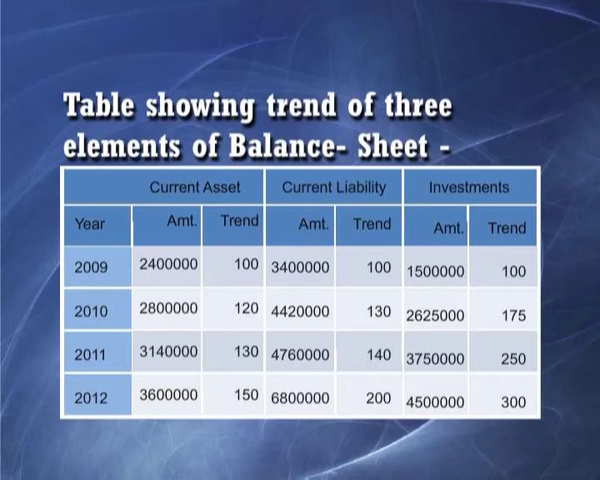 Table showing trend of three
elements of Balance- Sheet -
Current Asset Current Liability Investments
Year Amt. Trend Amt. Trend Amt. Trend
2009 2400000 100 3400000 100 1500000 100
2010 2800000 120 4420000 130 2625000 175
2011 3140000 130 4760000 140 3750000 250
2012 3600000 150 6800000 200 4500000 300